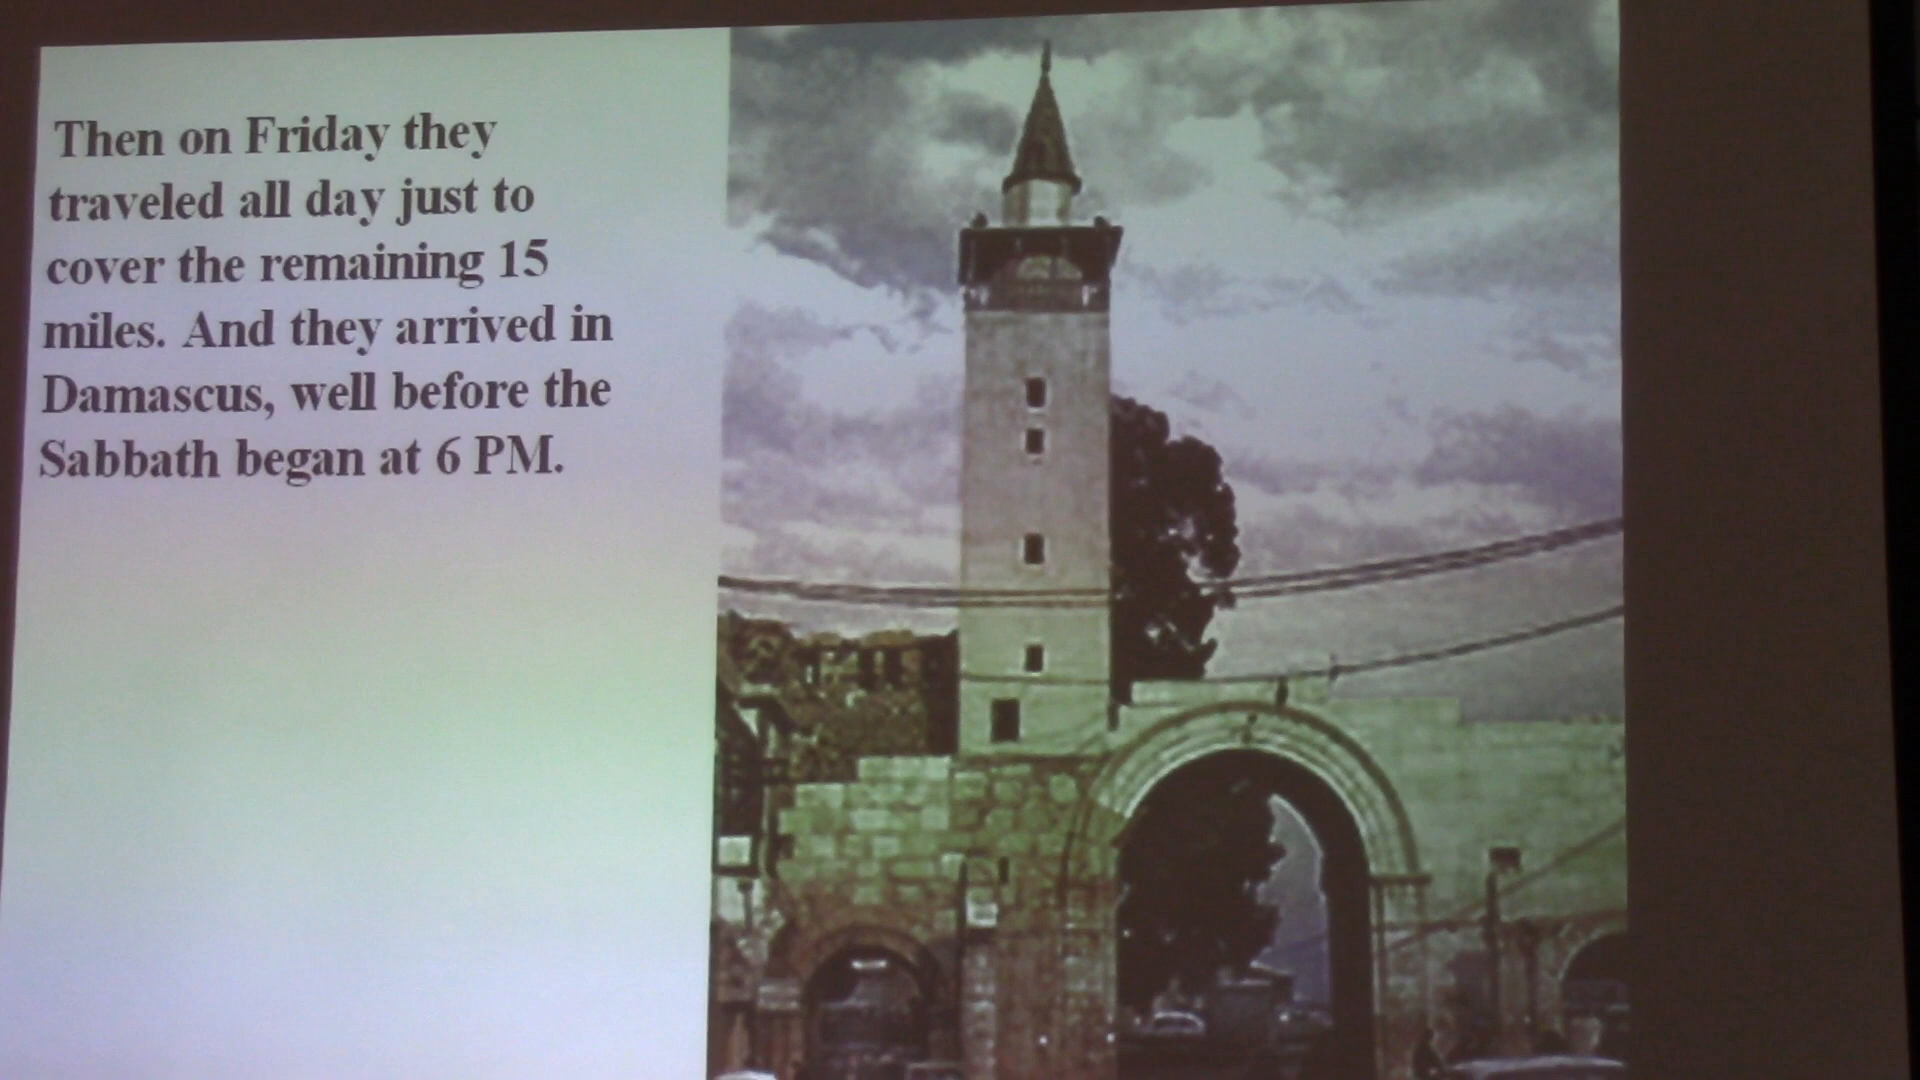 Then on Friday they
traveled all day just to
cover the remaining 15
miles. And they arrived in
Damascus, well before the
Sabbath began at 6 PM.